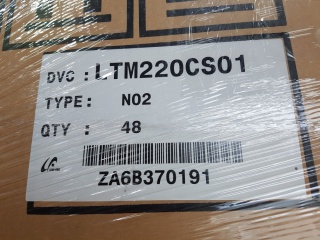 DVC : LTM220CS01
TYPE : N02
QTY : 48
ZA6B370191